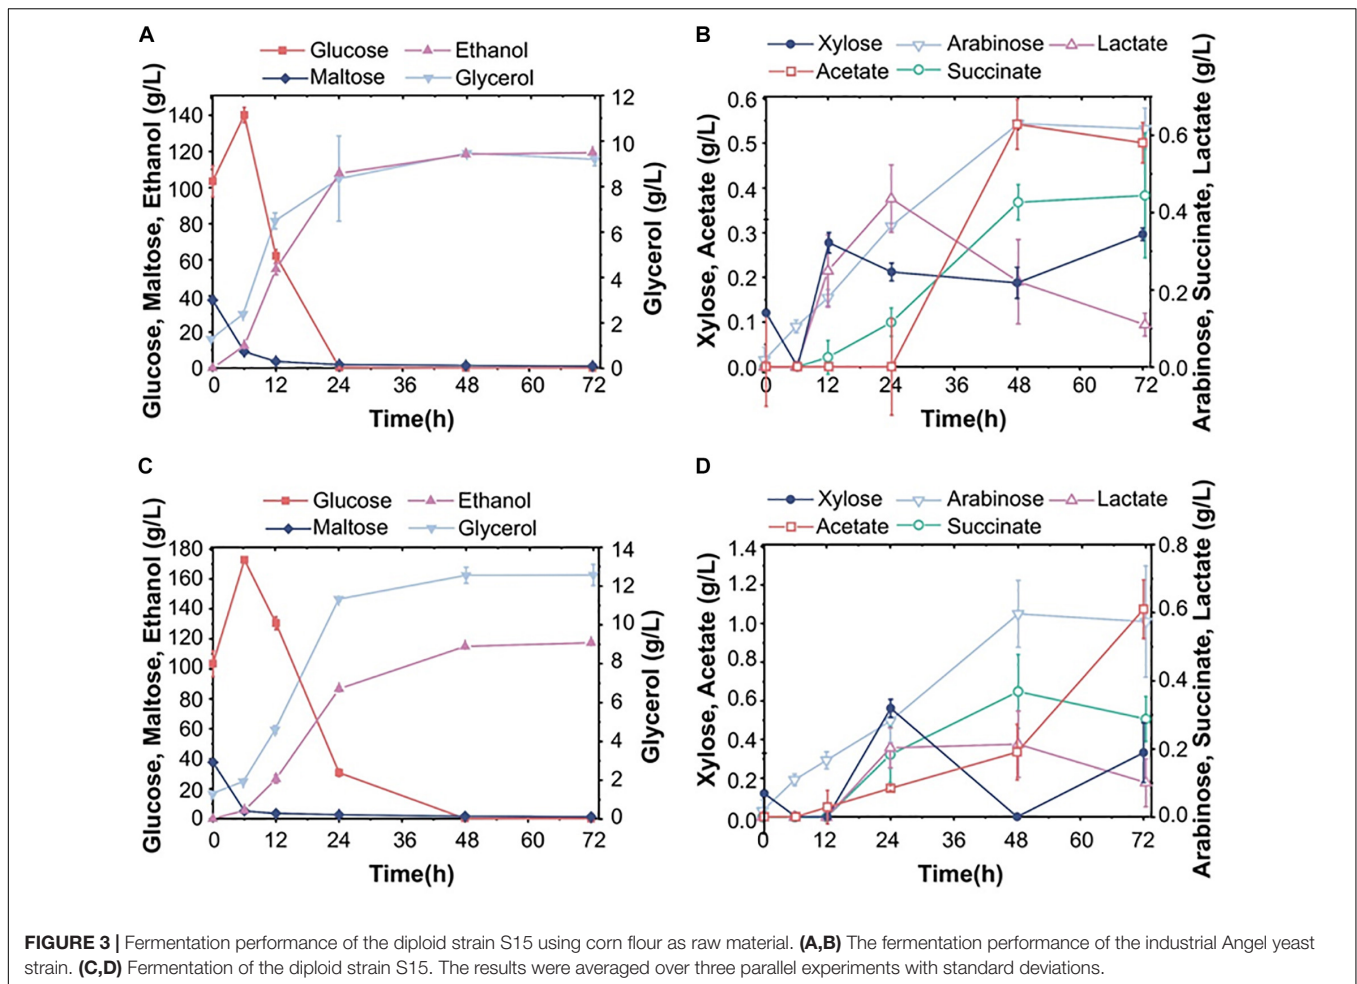 A
Glucose Ethanol
Maltose Glycerol
Glucose, Maltose, Ethanol (g/L)
140
120
100
80
60
40
20
0
12
10
8
6
4
2
0
Glycerol (g/L)
0 12 24 36 48 60 72
Time(h)
B
Xylose Arabinose Lactate
Acetate Succinate
Xylose, Acetate (g/L)
0.6
0.5
0.4
0.3
0.2
0.1
0.0
0.6
0.4
0.2
0.0
Arabinose, Succinate, Lactate (g/L)
0 12 24 36 48 60 72
Time(h)
C
Glucose Ethanol
Maltose Glycerol
Glucose, Maltose, Ethanol (g/L)
180
160
140
120
100
80
60
40
20
0
14
12
10
8
6
4
2
0
Glycerol (g/L)
0 12 24 36 48 60 72
Time(h)
D
Xylose Arabinose Lactate
Acetate Succinate
Xylose, Acetate (g/L)
1.4
1.2
1.0
0.8
0.6
0.4
0.2
0.0
0.8
0.6
0.4
0.2
0.0
Arabinose, Succinate, Lactate (g/L)
0 12 24 36 48 60 72
Time(h)
FIGURE 3 | Fermentation performance of the diploid strain S15 using corn flour as raw material. (A,B) The fermentation performance of the industrial Angel yeast
strain. (C,D) Fermentation of the diploid strain S15. The results were averaged over three parallel experiments with standard deviations.